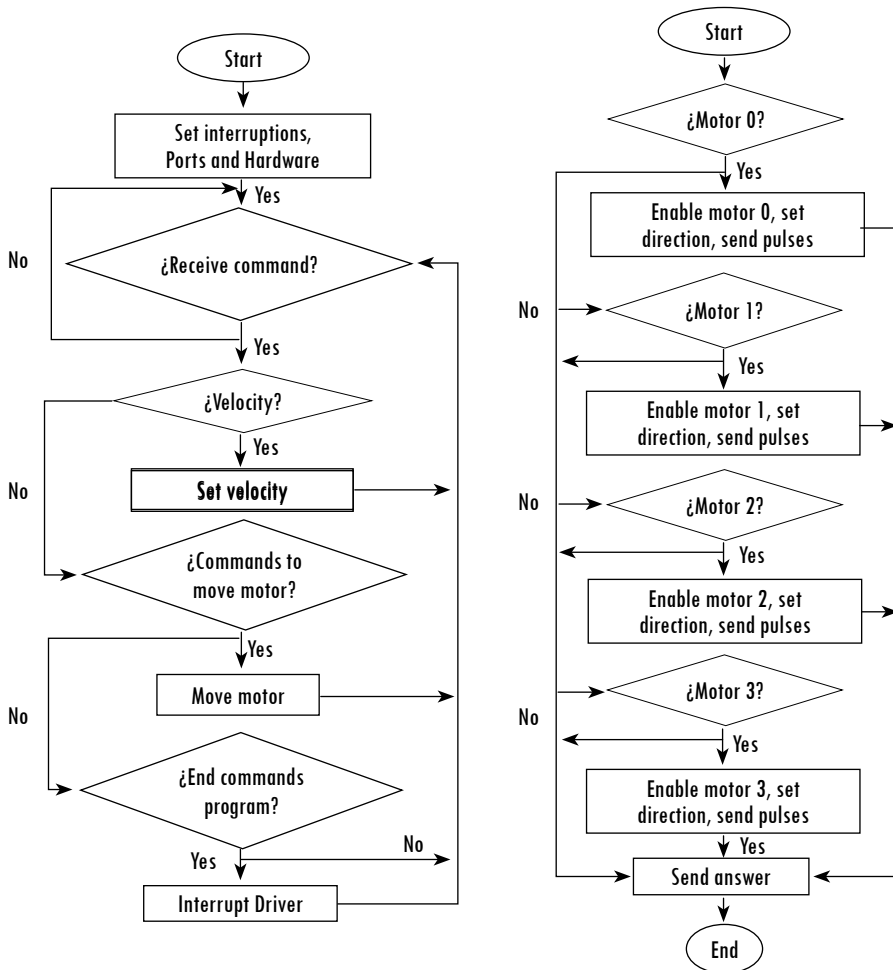 Start
Set interruptions,
Ports and Hardware
Yes
No
¿Receive command?
Yes
¿Velocity?
Yes
No
Set velocity
¿Commands to
move motor?
Yes
Move motor
No
¿End commands
program?
Yes
No
Interrupt Driver
Start
¿Motor 0?
Yes
Enable motor 0, set
direction, send pulses
No
¿Motor 1?
Yes
Enable motor 1, set
direction, send pulses
No
¿Motor 2?
Yes
Enable motor 2, set
direction, send pulses
¿Motor 3?
No
Yes
Enable motor 3, set
direction, send pulses
Yes
Send answer
End